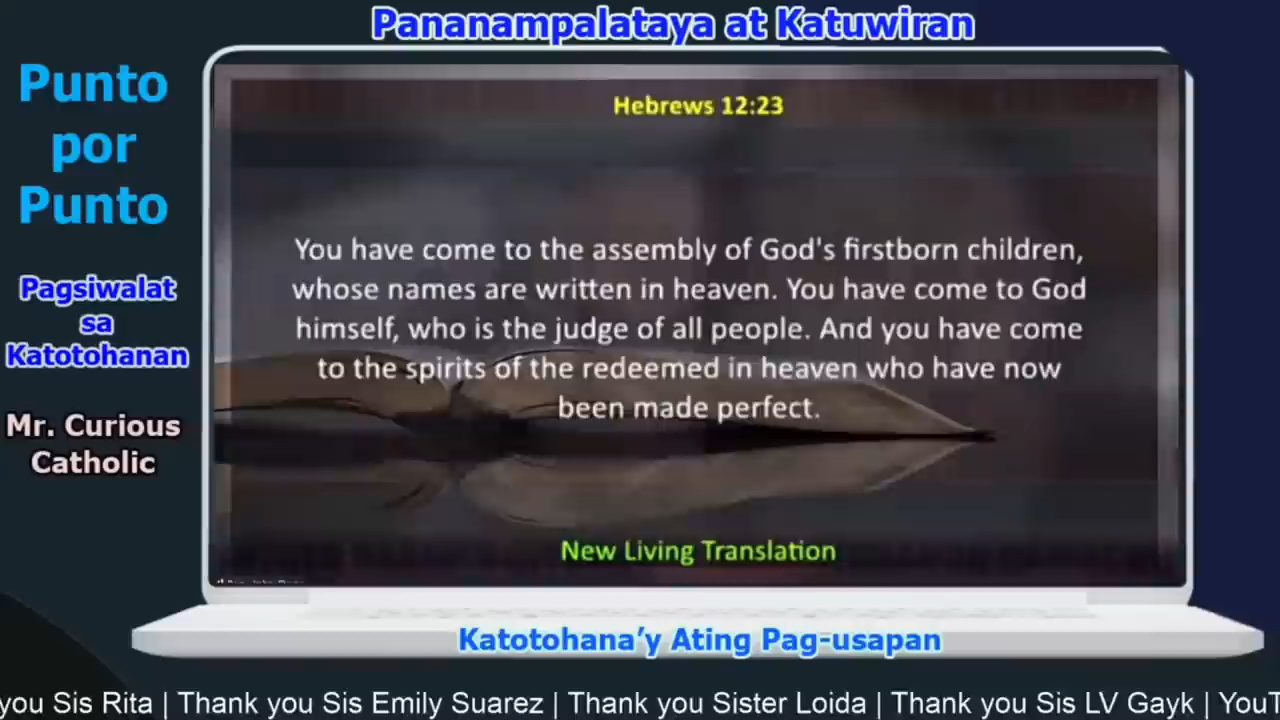 Pananampalataya at Katuwiran
Punto
por
Punto
Pagsiwalat
sa
Katotohanan
Mr. Curious
Catholic
Hebrews 12:23
You have come to the assembly of God's firstborn children,
whose names are written in heaven. You have come to God
himself, who is the judge of all people. And you have come
to the spirits of the redeemed in heaven who have now
been made perfect.
New Living Translation
Katotohana’y Ating Pag-usapan
you Sis Rita | Thank you Sis Emily Suarez | Thank you Sister Loida | Thank you Sis LV Gayk |